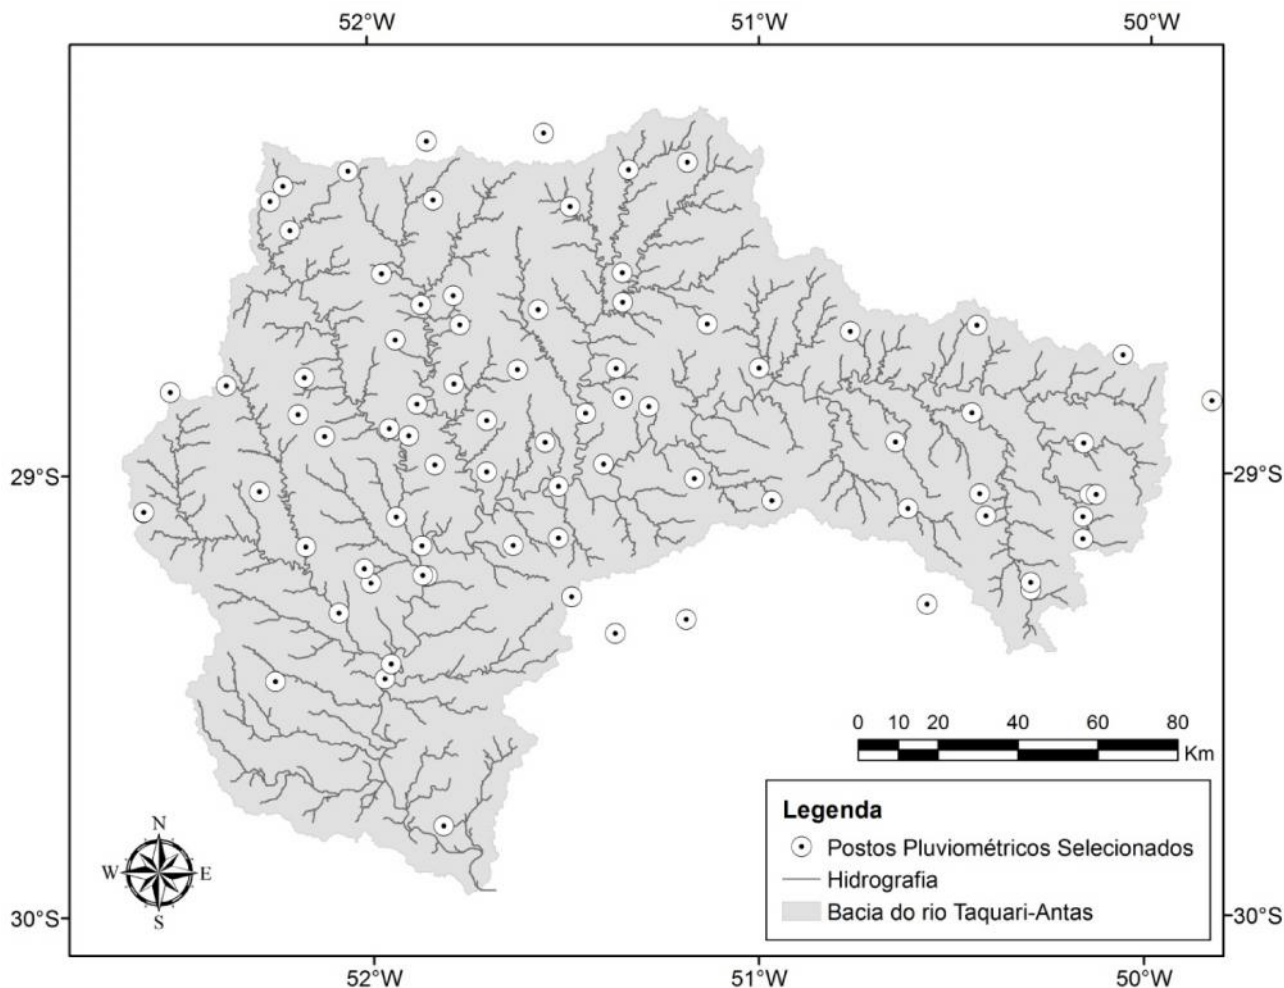 52°W 51°W 50°W
29°S 29°S
0 10 20 40 60 80
Km
Legenda
Postos Pluviométricos Selecionados
Hidrografia
Bacia do rio Taquari-Antas
N
W E
S
30°S 30°S
52°W 51°W 50°W